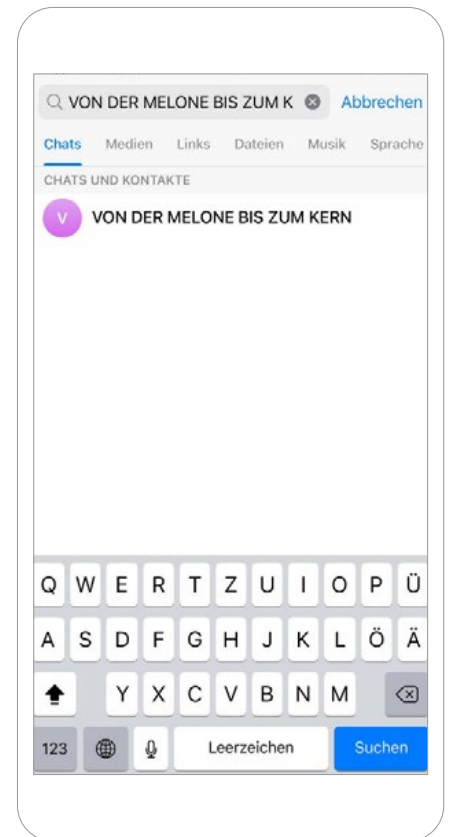 VON DER MELONE BIS ZUM K Abbrechen
Chats Medien Links Dateien Musik Sprache
CHATS UND KONTAKTE
V VON DER MELONE BIS ZUM KERN
Q W E R T Z U I O P Ü
A S D F G H J K L Ö Ä
Y X C V B N M
123 Leerzeichen Suchen